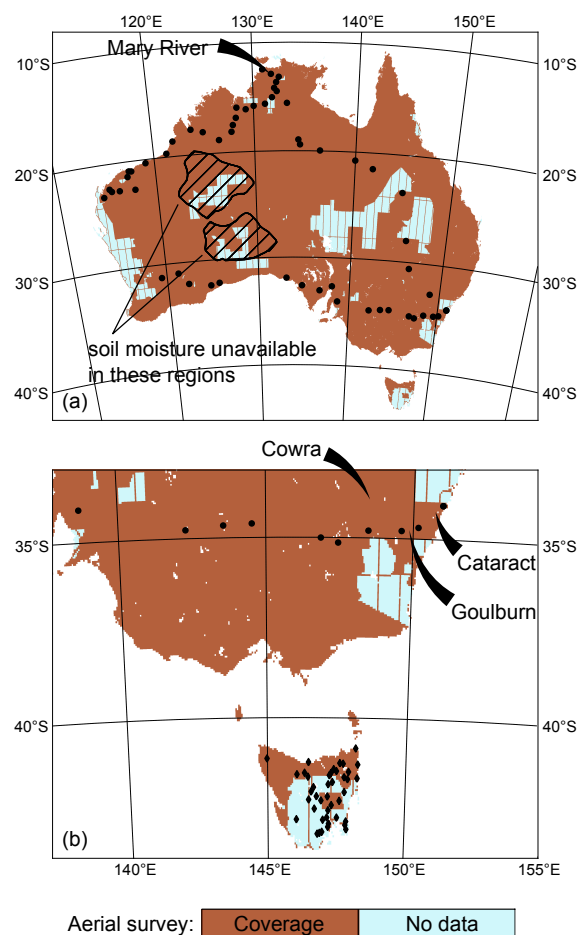 120°E 130°E 140°E 150°E
Mary River
10°S 10°S
20°S 20°S
30°S 30°S
soil moisture unavailable
in these regions
40°S 40°S
(a)
Cowra
35°S 35°S
Cataract
Goulburn
40°S 40°S
(b)
140°E 145°E 150°E 155°E
Aerial survey: Coverage No data